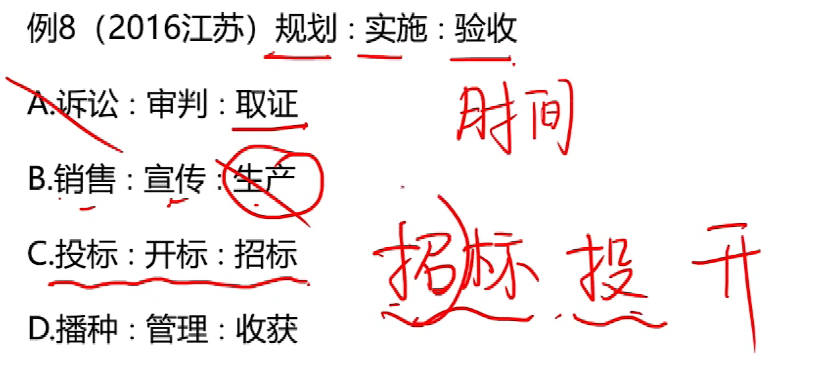 例8（2016江苏）规划：实施：验收
A.诉讼：审判：取证
时间
B.销售：宣传：生产
C.投标：开标：招标
招标 投 开
D.播种：管理：收获